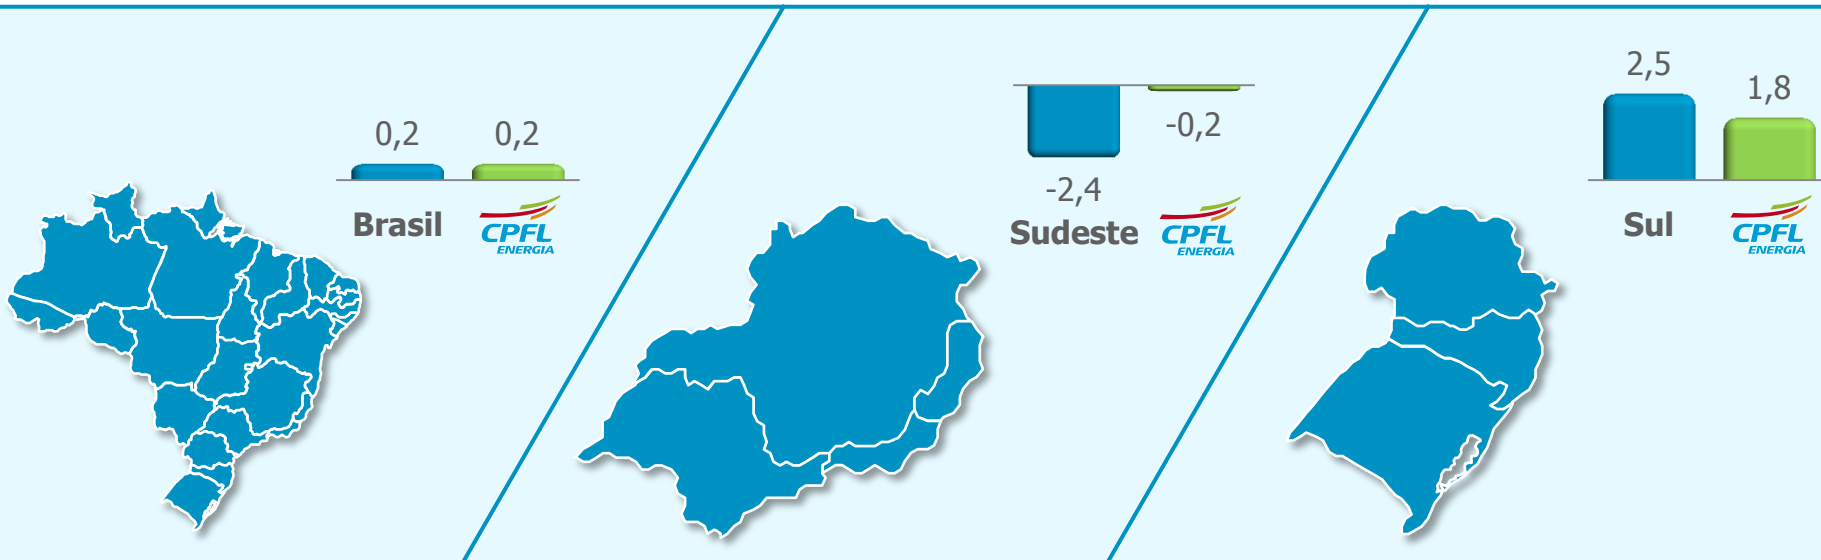 0,2 0,2
Brasil
CPFL
ENERGIA
-2,4 -0,2
Sudeste
CPFL
ENERGIA
2,5 1,8
Sul
CPFL
ENERGIA